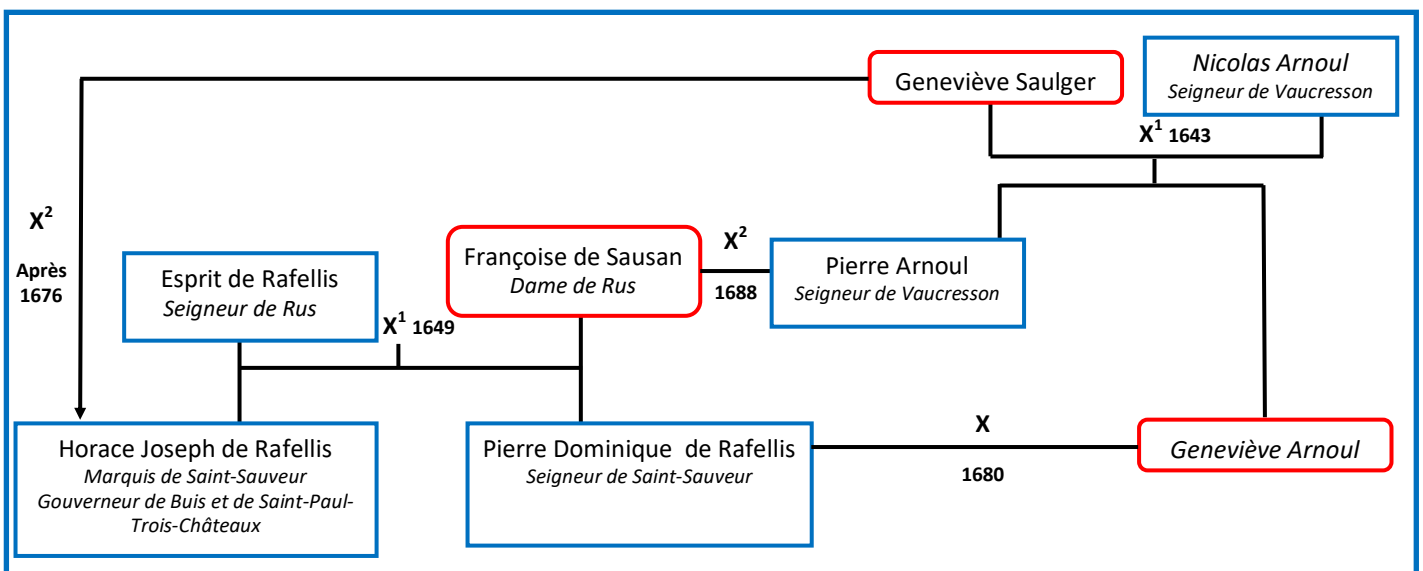 Geneviève Saulger
Nicolas Arnoul
Seigneur de Vaucresson
X¹ 1643
X²
Après
1676
Esprit de Rafellis
Seigneur de Rus
X¹ 1649
Françoise de Sausan
Dame de Rus
X²
1688
Pierre Arnoul
Seigneur de Vaucresson
Horace Joseph de Rafellis
Marquis de Saint-Sauveur
Gouverneur de Buis et de Saint-Paul-
Trois-Châteaux
Pierre Dominique de Rafellis
Seigneur de Saint-Sauveur
X
1680
Geneviève Arnoul